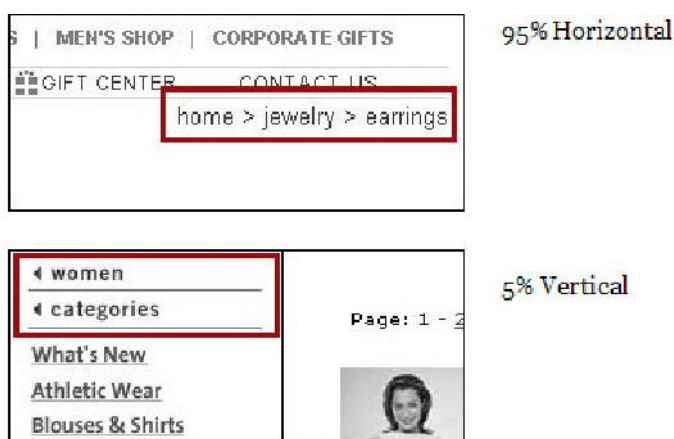 S | MEN'S SHOP | CORPORATE GIFTS
95% Horizontal
GIFT CENTER CONTACT US
home > jewelry > earrings
women
categories
5% Vertical
Page: 1 - 2
What's New
Athletic Wear
Blouses & Shirts